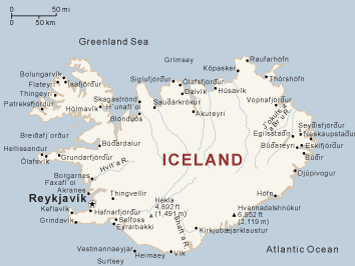 0 50 mi
0 50 km
Greenland Sea
Grímsey
Raufarhöfn
Kópasker
Bolungarvík
Siglufjörður
Ólafsfjörður
Þórshöfn
Flateyri
Ísafjörður
Dalvík
Húsavík
Thingeyri
Skagaströnd
Vopnafjörður
Patreksfjörður
Hólmavík
Sauðárkrókur
Blönduós
Akureyri
Seyðisfjörður
Breiðafjörður
Egilsstaðir
Neskaupstaður
Búðardalur
Búðareyri
Eskifjörður
Hellissandur
Búðir
Grundarfjörður
ICELAND
Ólafsvík
Hvítá R.
Djúpivogur
Borgarnes
Faxaflói
Akranes
Thingvellir
Höfn
Reykjavík
Hekla
4,892 ft
(1,491 m)
Hvannadalshnúkur
6,952 ft
(2,119 m)
Keflavík
Hafnarfjörður
Grindavík
Selfoss
Eyrarbakki
Kirkjubæjarklaustur
Vestmannaeyjar
Heimaey
Vík
Surtsey
Atlantic Ocean